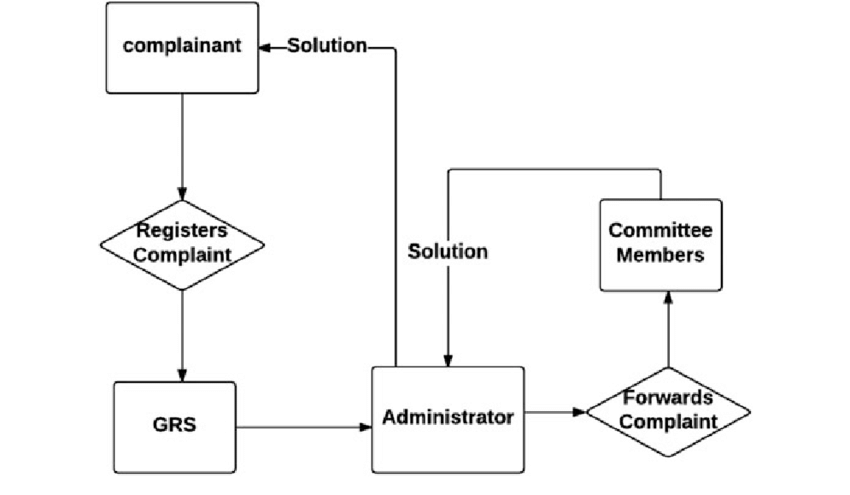 complainant
Solution
Registers
Complaint
Committee
Members
Solution
GRS
Administrator
Forwards
Complaint